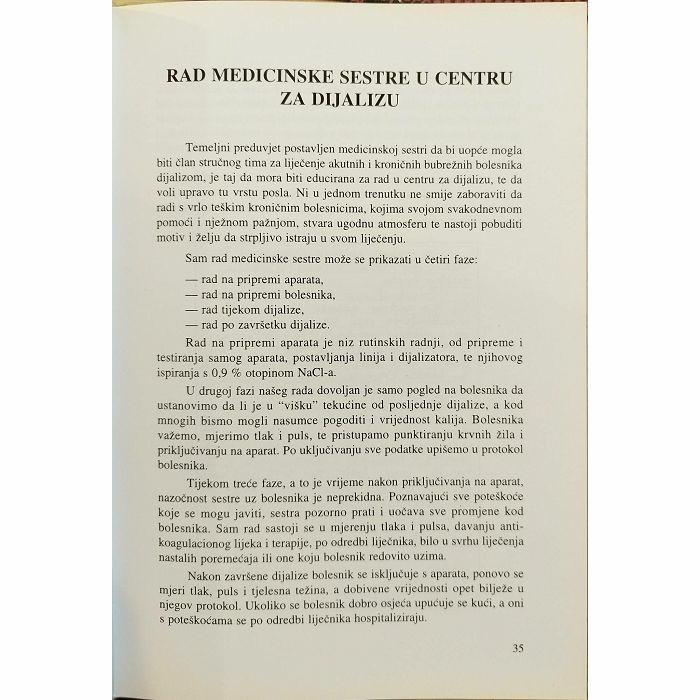 RAD MEDICINSKE SESTRE U CENTRU
ZA DIJALIZU
Temeljni preduvjet postavljen medicinskoj sestri da bi uopće mogla
biti član stručnog tima za liječenje akutnih i kroničnih bubrežnih bolesnika
dijalizom, je taj da mora biti educirana za rad u centru za dijalizu, te da
voli upravo tu vrstu posla. Ni u jednom trenutku ne smije zaboraviti da
radi s vrlo teškim kroničnim bolesnicima, kojima svojom svakodnevnom
pomoći i nježnom pažnjom, stvara ugodnu atmosferu te nastoji pobuditi
motiv i želju da strpljivo istraju u svom liječenju.
Sam rad medicinske sestre može se prikazati u četiri faze:
— rad na pripremi aparata,
— rad na pripremi bolesnika,
— rad tijekom dijalize,
— rad po završetku dijalize.
Rad na pripremi aparata je niz rutinskih radnji, od pripreme i
testiranja samog aparata, postavljanja linija i dijalizatora, te njihovog
ispiranja s 0,9 % otopinom NaCl-a.
U drugoj fazi našeg rada dovoljan je samo pogled na bolesnika da
ustanovimo da li je u “višku” tekućine od posljednje dijalize, a kod
mnogih bismo mogli nasumce pogoditi i vrijednost kalija. Bolesnika
važemo, mjerimo tlak i puls, te pristupamo punktiranju krvnih žila i
priključivanju na aparat. Po uključivanju sve podatke upišemo u protokol
bolesnika.
Tijekom treće faze, a to je vrijeme nakon priključivanja na aparat,
nazočnost sestre uz bolesnika je neprekidna. Poznavajući sve poteškoće
koje se mogu javiti, sestra pozorno prati i uočava sve promjene kod
bolesnika. Sam rad sastoji se u mjerenju tlaka i pulsa, davanju anti-
koagulacionog lijeka i terapije, po odredbi liječnika, bilo u svrhu liječenja
nastalih poremećaja ili one koju bolesnik redovito uzima.
Nakon završene dijalize bolesnik se isključuje s aparata, ponovo se
mjeri tlak, puls i tjelesna težina, a dobivene vrijednosti opet bilježe u
njegov protokol. Ukoliko se bolesnik dobro osjeća upućuje se kući, a oni
s poteškoćama se po odredbi liječnika hospitaliziraju.
35